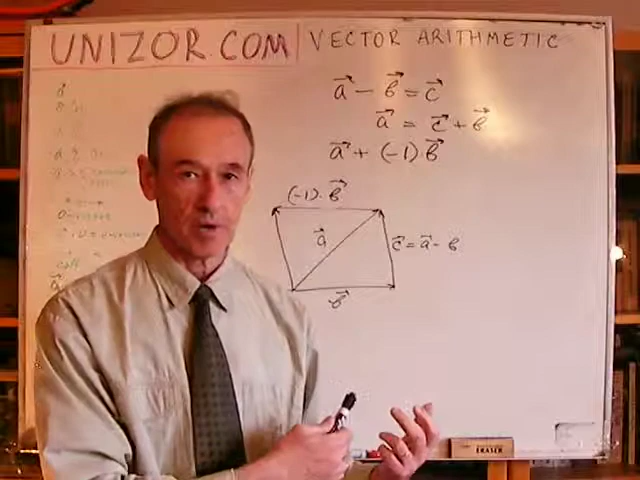 UNIZOR.COM | VECTOR ARITHMETIC
a⃗ - b⃗ = c⃗
a⃗ = c⃗ + b⃗
a⃗ + (-1)·b⃗
(-1)·b⃗
a⃗
c⃗ = a⃗ - b
b⃗
ERASER